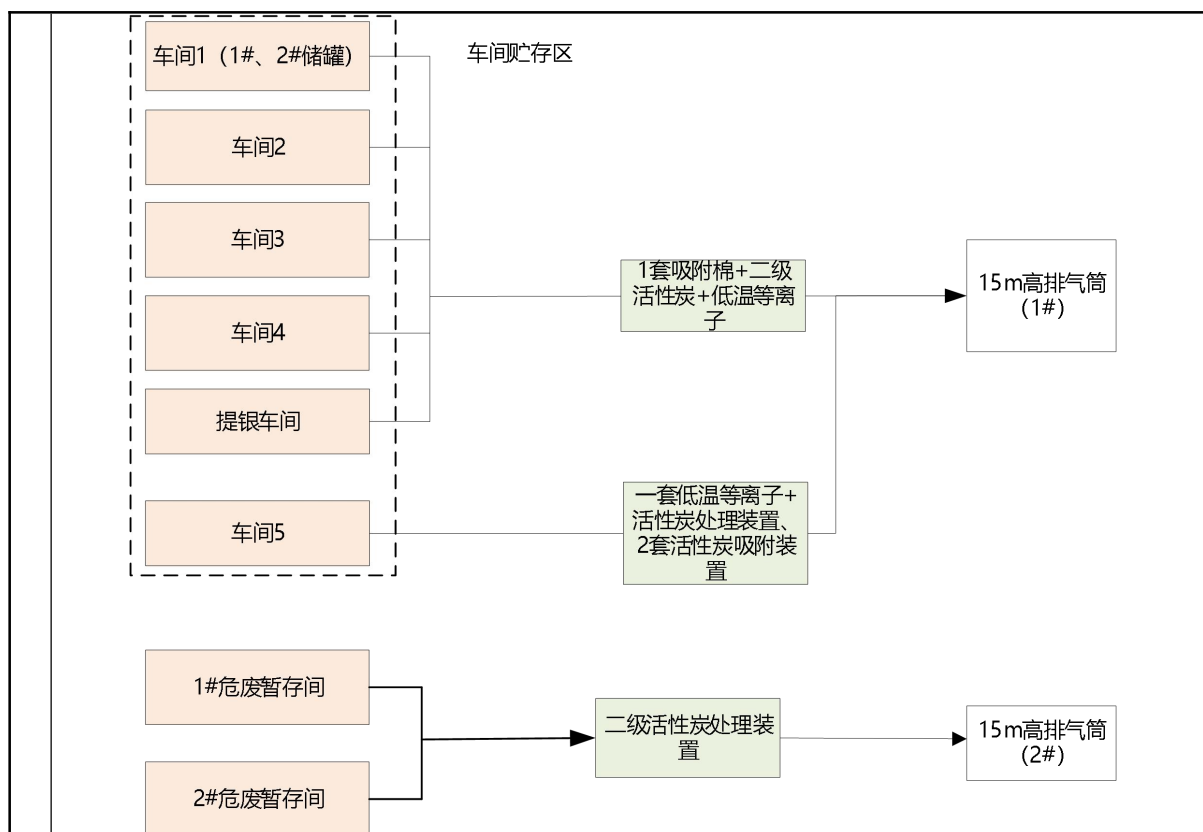 车间1（1#、2#储罐）
车间贮存区
车间2
车间3
车间4
提银车间
车间5
1套吸附棉+二级
活性炭+低温等离
子
一套低温等离子+
活性炭处理装置、
2套活性炭吸附装
置
15m高排气筒
（1#）
1#危废暂存间
2#危废暂存间
二级活性炭处理装
置
15m高排气筒
（2#）